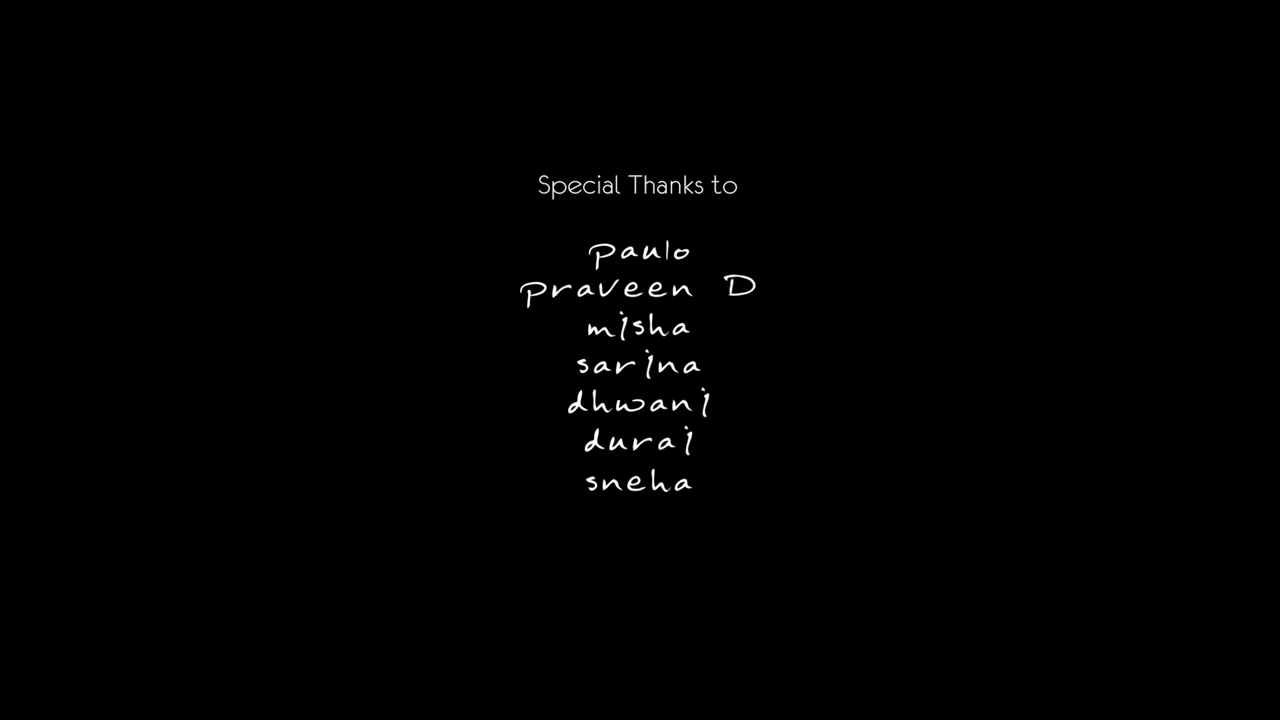 Special Thanks to
paulo
praveen D
misha
sarina
dhwani
durai
sneha